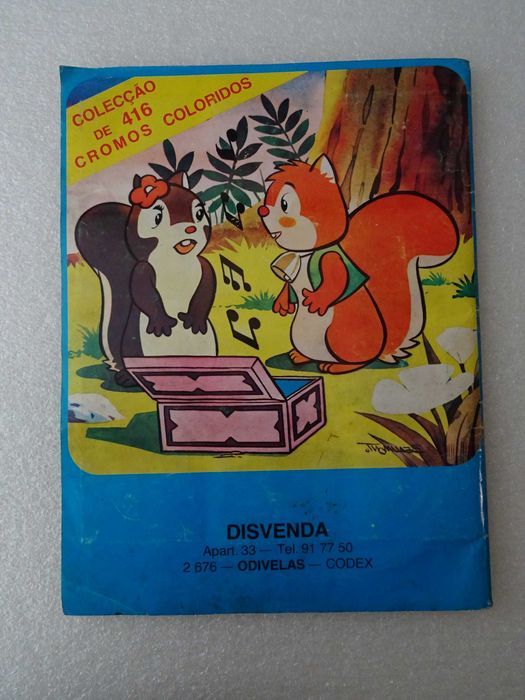 COLECÇÃO
DE 416
CROMOS COLORIDOS
DISVENDA
Apart. 33 — Tel. 91 77 50
2 676 — ODIVELAS — CODEX